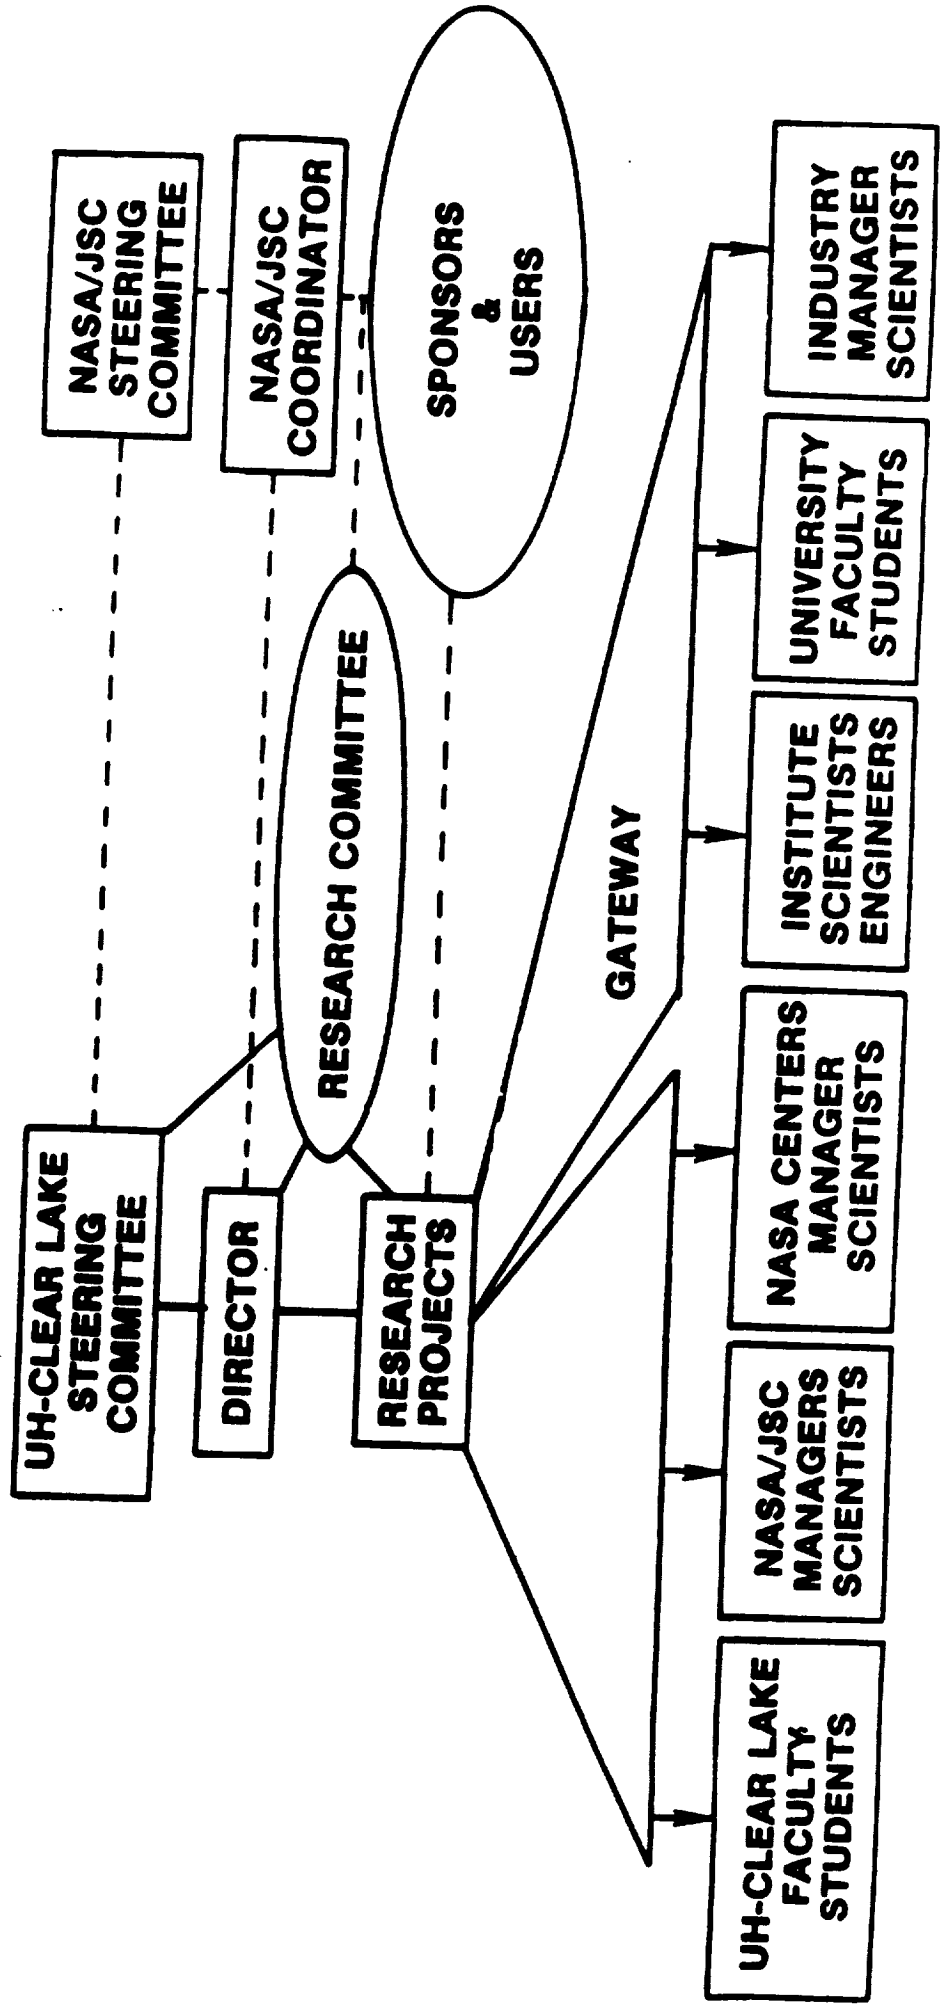 UH-CLEAR LAKE
STEERING
COMMITTEE
NASA/JSC
STEERING
COMMITTEE
DIRECTOR
NASA/JSC
COORDINATOR
RESEARCH COMMITTEE
RESEARCH
PROJECTS
SPONSORS
&
USERS
GATEWAY
UH-CLEAR LAKE
FACULTY
STUDENTS
NASA/JSC
MANAGERS
SCIENTISTS
NASA CENTERS
MANAGER
SCIENTISTS
INSTITUTE
SCIENTISTS
ENGINEERS
UNIVERSITY
FACULTY
STUDENTS
INDUSTRY
MANAGER
SCIENTISTS